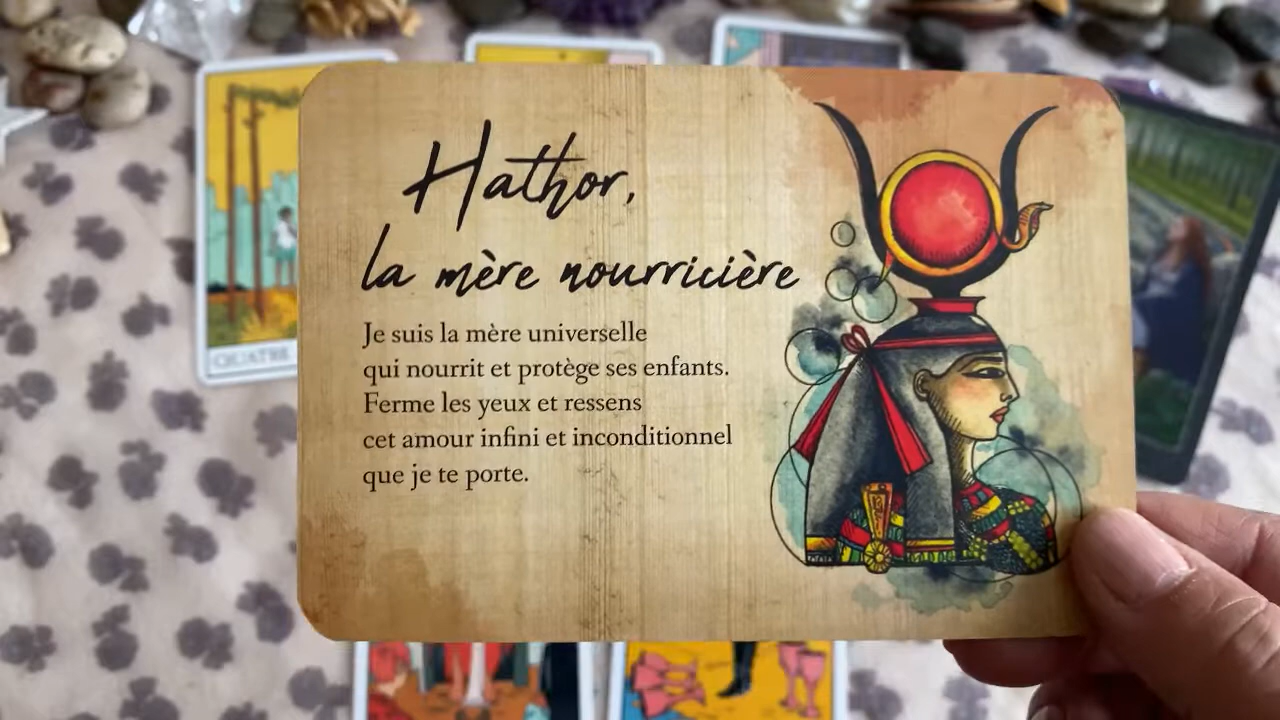 Hathor,
la mère nourricière
Je suis la mère universelle
qui nourrit et protège ses enfants.
Ferme les yeux et ressens
cet amour infini et inconditionnel
que je te porte.
QUATRE